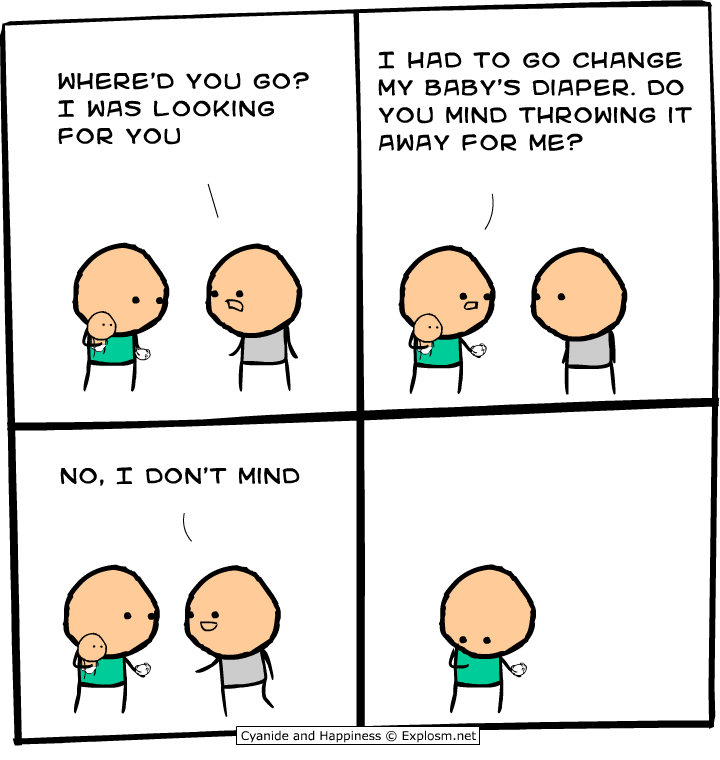 WHERE'D YOU GO?
I WAS LOOKING
FOR YOU
I HAD TO GO CHANGE
MY BABY'S DIAPER. DO
YOU MIND THROWING IT
AWAY FOR ME?
NO, I DON'T MIND
Cyanide and Happiness © Explosm.net